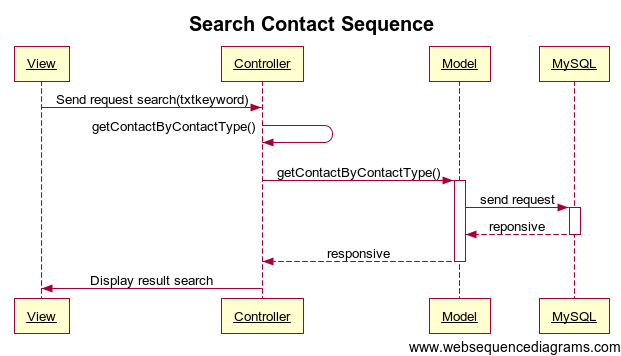 Search Contact Sequence
View Controller Model MySQL
Send request search(txtkeyword)
getContactByContactType()
getContactByContactType()
send request
reponsive
responsive
Display result search
View Controller Model MySQL
www.websequencediagrams.com